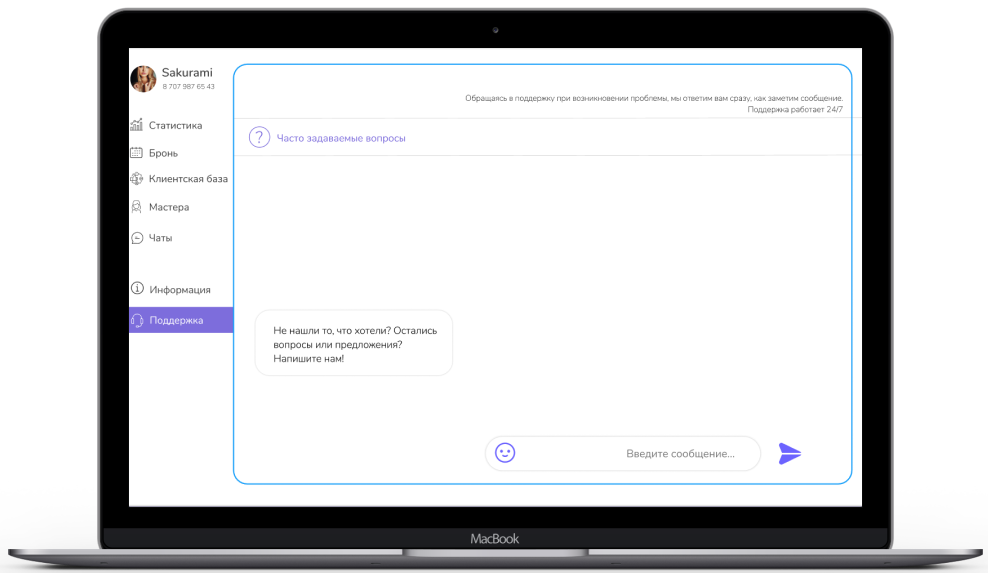 Sakurami
8 707 987 65 43
Статистика
Бронь
Клиентская база
Мастера
Чаты
Информация
Поддержка
Обращаясь в поддержку при возникновении проблемы, мы ответим вам сразу, как заметим сообщение.
Поддержка работает 24/7
? Часто задаваемые вопросы
Не нашли то, что хотели? Остались
вопросы или предложения?
Напишите нам!
Введите сообщение...
MacBook